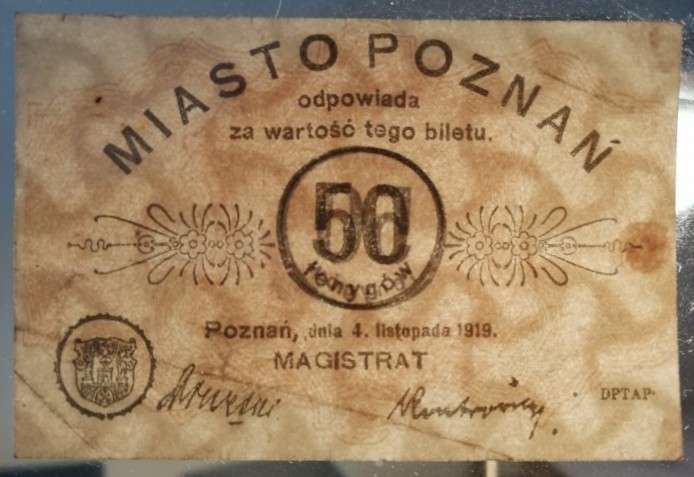 MIASTO POZNAŃ
odpowiada
za wartość tego biletu.
50
fenygów
Poznań, dnia 4. listopada 1919.
MAGISTRAT
DPTAP